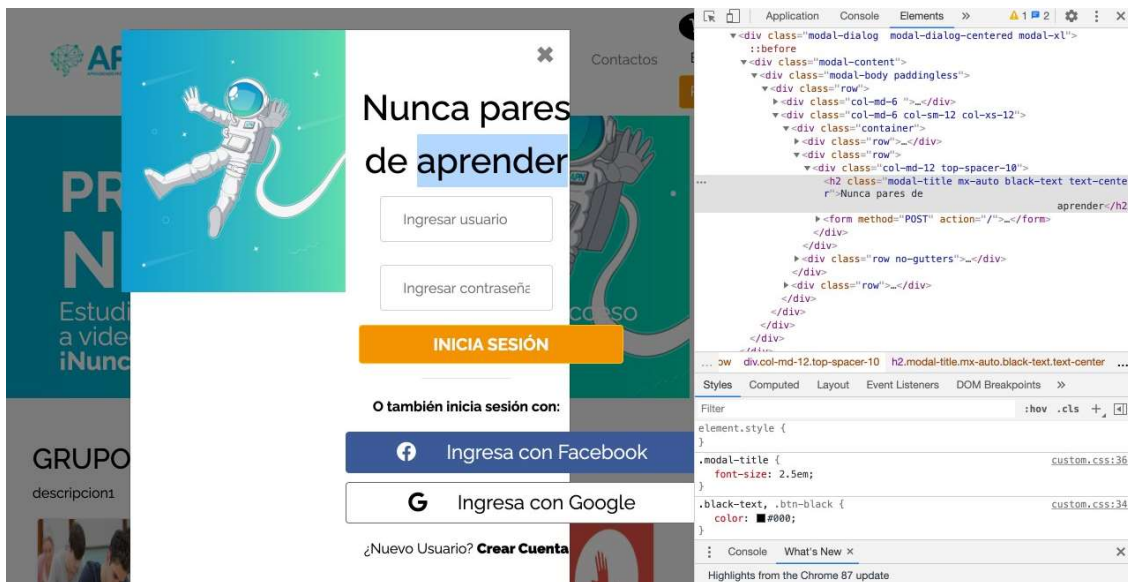 AP
Contactos
✖
Nunca pares
de aprender
Ingresar usuario
Ingresar contraseña
INICIA SESIÓN
O también inicia sesión con:
Ingresa con Facebook
G Ingresa con Google
¿Nuevo Usuario? Crear Cuenta
PR
N
Estudi
ceso
a vide
¡Nunc
GRUPO
descripcion1
Application Console Elements » 1 2 ⋮ ×
▼<div class="modal-dialog modal-dialog-centered modal-xl">
::before
▼<div class="modal-content">
▼<div class="modal-body paddingless">
▼<div class="row">
▶<div class="col-md-6 ">…</div>
▼<div class="col-md-6 col-sm-12 col-xs-12">
▼<div class="container">
▶<div class="row">…</div>
▼<div class="row">
▼<div class="col-md-12 top-spacer-10">
... <h2 class="modal-title mx-auto black-text text-cente
r">Nunca pares de
aprender</h2
▶<form method="POST" action="/">…</form>
</div>
</div>
▶<div class="row no-gutters">…</div>
</div>
▶<div class="row">…</div>
</div>
</div>
</div>
</div>
</div>
... ow div.col-md-12.top-spacer-10 h2.modal-title.mx-auto.black-text.text-center ...
Styles Computed Layout Event Listeners DOM Breakpoints »
Filter :hov .cls +
element.style {
}
.modal-title { custom.css:36
font-size: 2.5em;
}
.black-text, .btn-black { custom.css:34
color: #000;
}
⋮ Console What's New × ×
Highlights from the Chrome 87 update